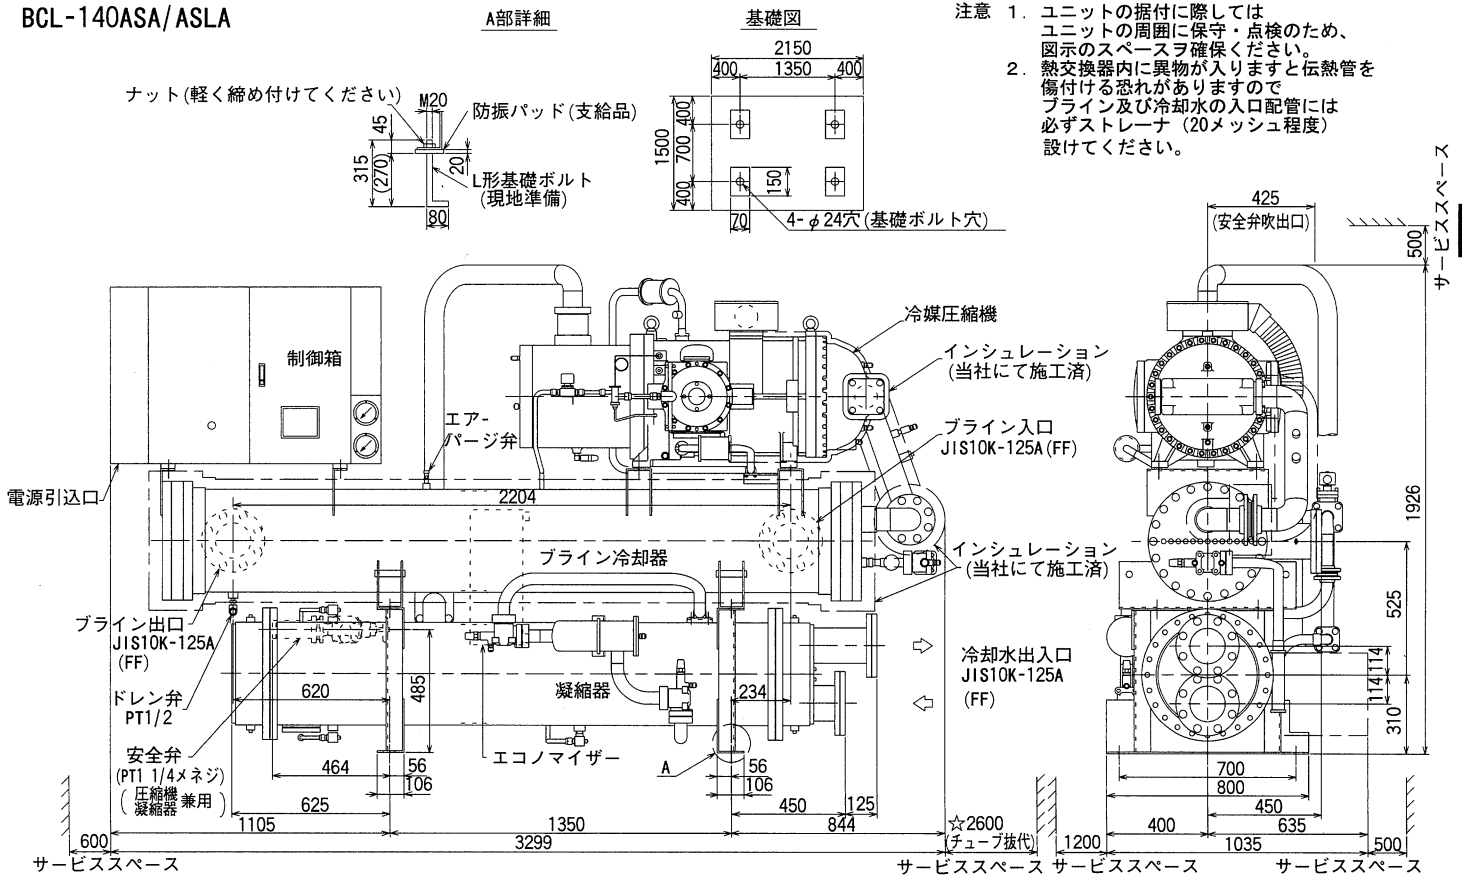 BCL-140ASA/ASLA
A部詳細
基礎図
注意 1. ユニットの据付に際しては
ユニットの周囲に保守・点検のため、
図示のスペースヲ確保ください。
2. 熱交換器内に異物が入りますと伝熱管を
傷付ける恐れがありますので
ブライン及び冷却水の入口配管には
必ずストレーナ（20メッシュ程度）
設けてください。
ナット(軽く締め付けてください)
M20
防振パッド(支給品)
45
315
(270)
20
L形基礎ボルト
(現地準備)
80
2150
400
1350
400
1500
400
700
400
150
70
4-φ24穴(基礎ボルト穴)
425
(安全弁吹出口)
500
サービススペース
制御箱
冷媒圧縮機
インシュレーション
(当社にて施工済)
エアー
パージ弁
ブライン入口
JIS10K-125A(FF)
電源引込口
2204
1926
ブライン冷却器
インシュレーション
(当社にて施工済)
525
ブライン出口
JIS10K-125A
(FF)
冷却水出入口
JIS10K-125A
(FF)
114
114
310
620
485
凝縮器
234
ドレン弁
PT1/2
安全弁
(PT1 1/4メネジ)
(圧縮機
凝縮器)兼用
エコノマイザー
A
464
56
106
56
106
625
450
125
700
800
450
1105
1350
844
☆2600
(チューブ抜代)
400
635
600
3299
1200
1035
500
サービススペース
サービススペース
サービススペース
サービススペース